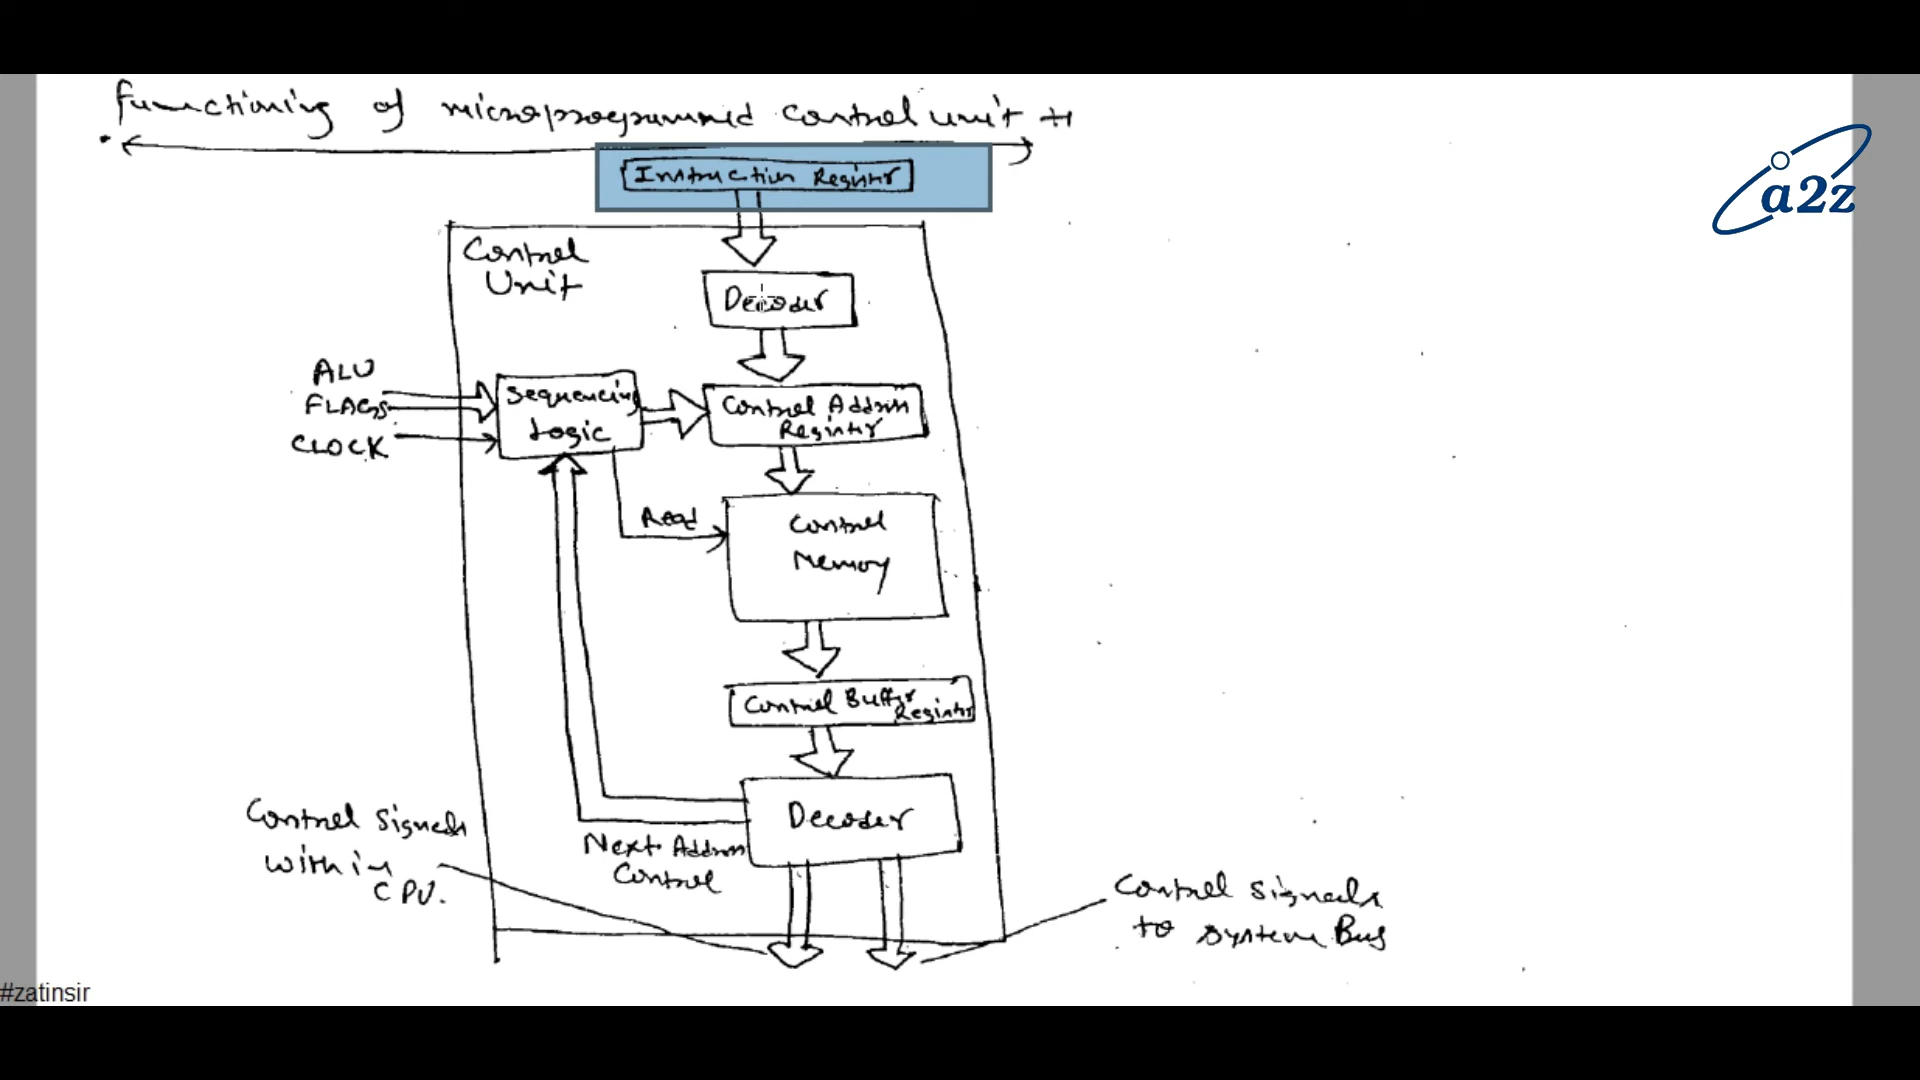 Functioning of microprogrammed control unit
Instruction Register
Control
Unit
Decoder
ALU
FLAGS
CLOCK
Sequencing
Logic
Control Address
Register
Read
Control
Memory
Control Buffer
Register
Decoder
Next Address
Control
Control Signals
within
CPU.
Control Signals
to system Bus
a2z
#zatinsir